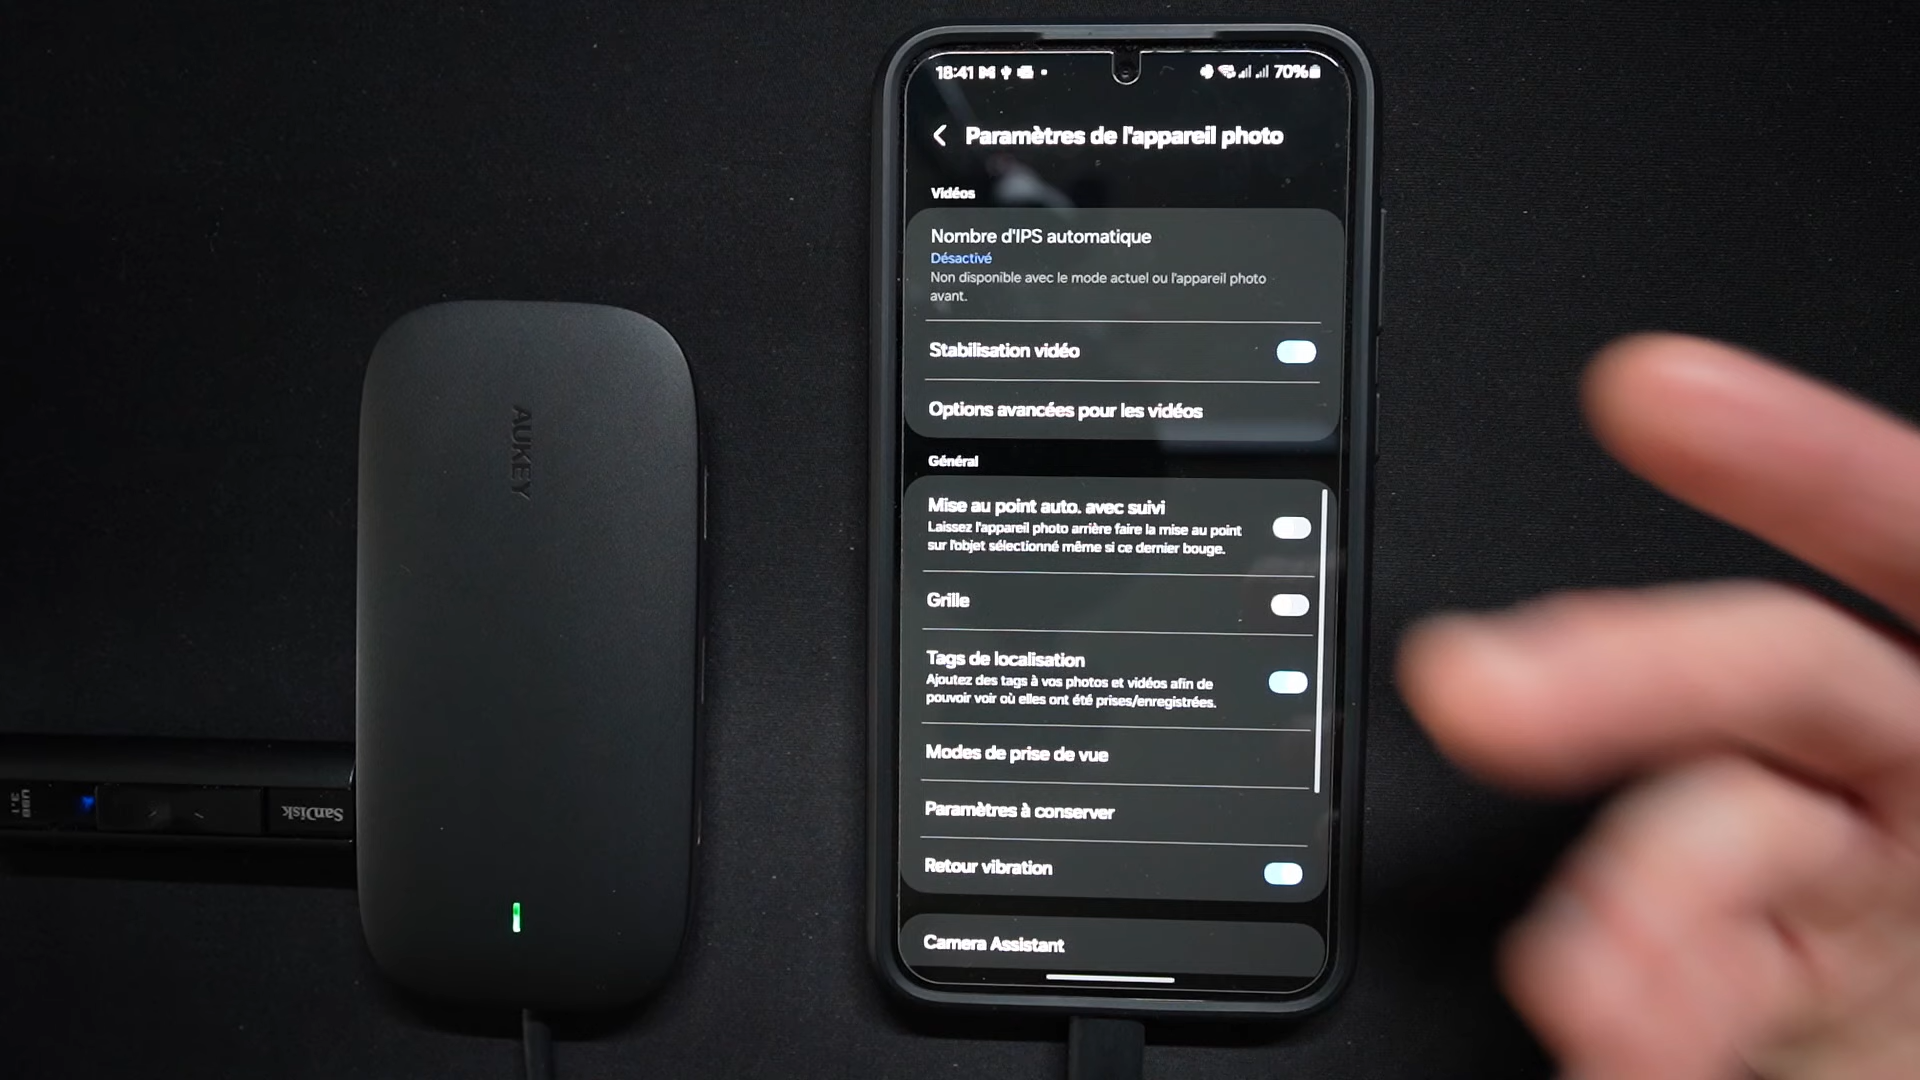 18:41
70%
Paramètres de l'appareil photo
Vidéos
Nombre d'IPS automatique
Désactivé
Non disponible avec le mode actuel ou l'appareil photo
avant.
Stabilisation vidéo
Options avancées pour les vidéos
Général
Mise au point auto. avec suivi
Laissez l'appareil photo arrière faire la mise au point
sur l'objet sélectionné même si ce dernier bouge.
Grille
Tags de localisation
Ajoutez des tags à vos photos et vidéos afin de
pouvoir voir où elles ont été prises/enregistrées.
Modes de prise de vue
Paramètres à conserver
Retour vibration
Camera Assistant
AUKEY
SanDisk
USB
3.1